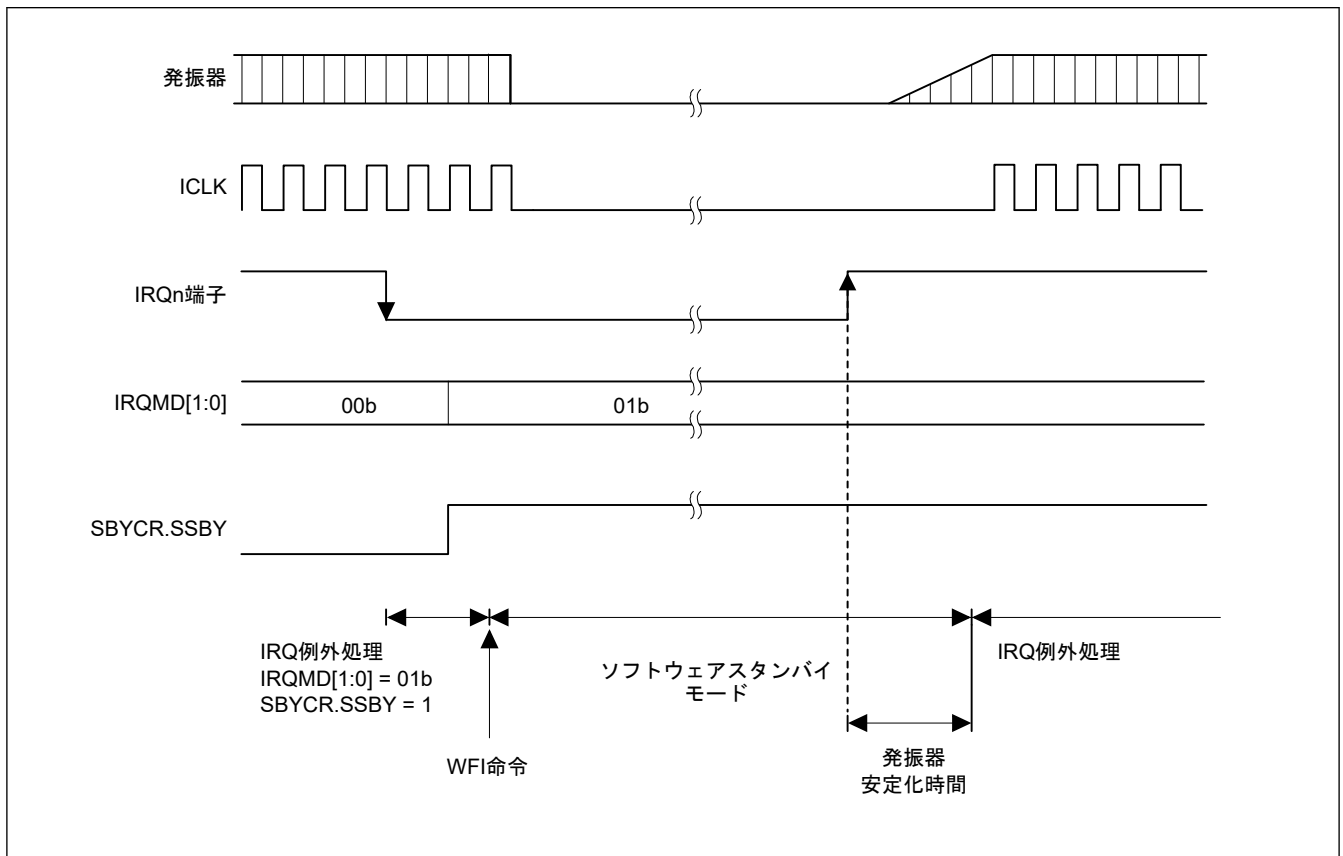 発振器
ICLK
IRQn端子
IRQMD[1:0]
00b
01b
SBYCR.SSBY
IRQ例外処理
IRQMD[1:0] = 01b
SBYCR.SSBY = 1
WFI命令
ソフトウェアスタンバイ
モード
発振器
安定化時間
IRQ例外処理